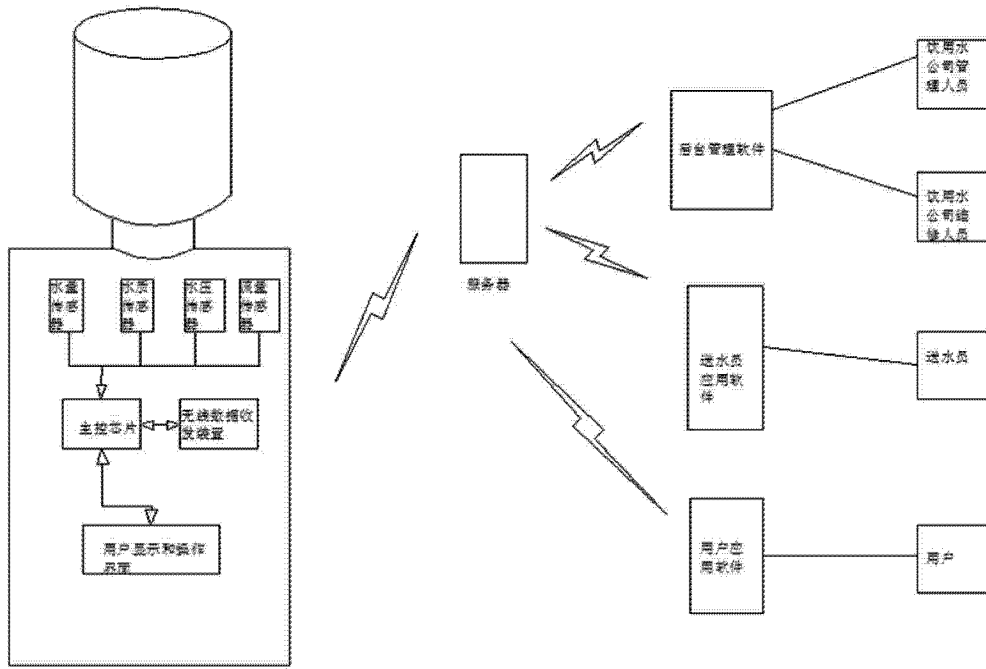 饮用水
公司管
理人员
后台管理软件
饮用水
公司维
修人员
服务器
水量
传感
器
水质
传感
器
水压
传感
器
流量
传感
器
送水员
应用软
件
送水员
主控芯片
无线数据收
发装置
用户显示和操作
界面
用户应
用软件
用户